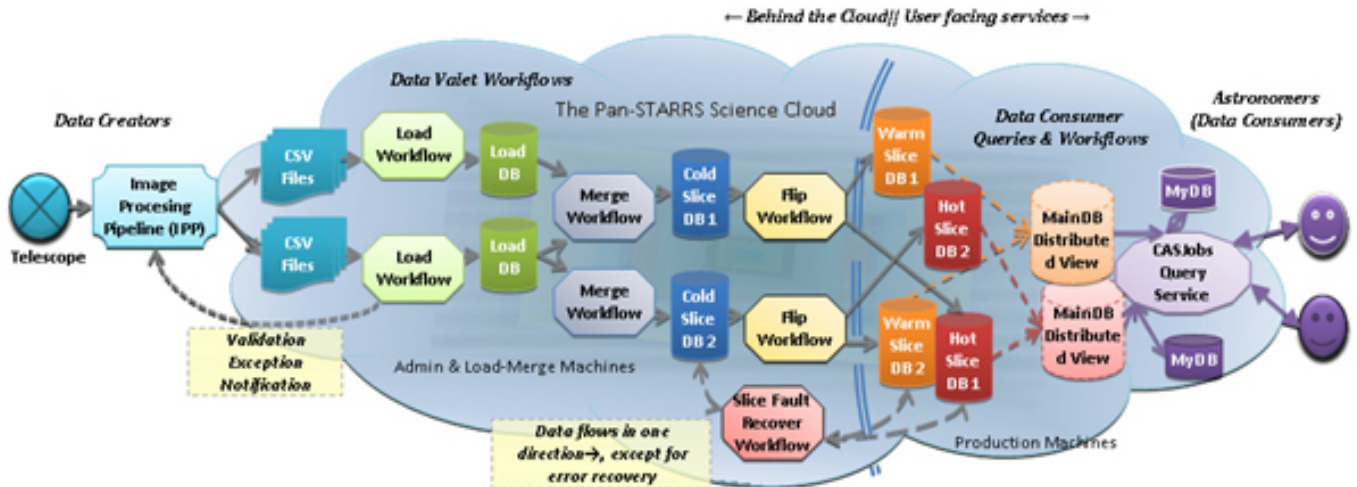 ← Behind the Cloud|| User facing services →
Data Valet Workflows
The Pan-STARRS Science Cloud
Data Creators
Astronomers
(Data Consumers)
Data Consumer
Queries & Workflows
Telescope
Image
Procesing
Pipeline (IPP)
CSV
Files
CSV
Files
Load
Workflow
Load
Workflow
Load
DB
Load
DB
Merge
Workflow
Merge
Workflow
Cold
Slice
DB 1
Cold
Slice
DB 2
Flip
Workflow
Flip
Workflow
Warm
Slice
DB 1
Hot
Slice
DB 2
Warm
Slice
DB 2
Hot
Slice
DB 1
MainDB
Distribute
d View
MainDB
Distribute
d View
MyDB
CASJobs
Query
Service
MyDB
Validation
Exception
Notification
Admin & Load-Merge Machines
Slice Fault
Recover
Workflow
Data flows in one
direction→, except for
error recovery
Production Machines